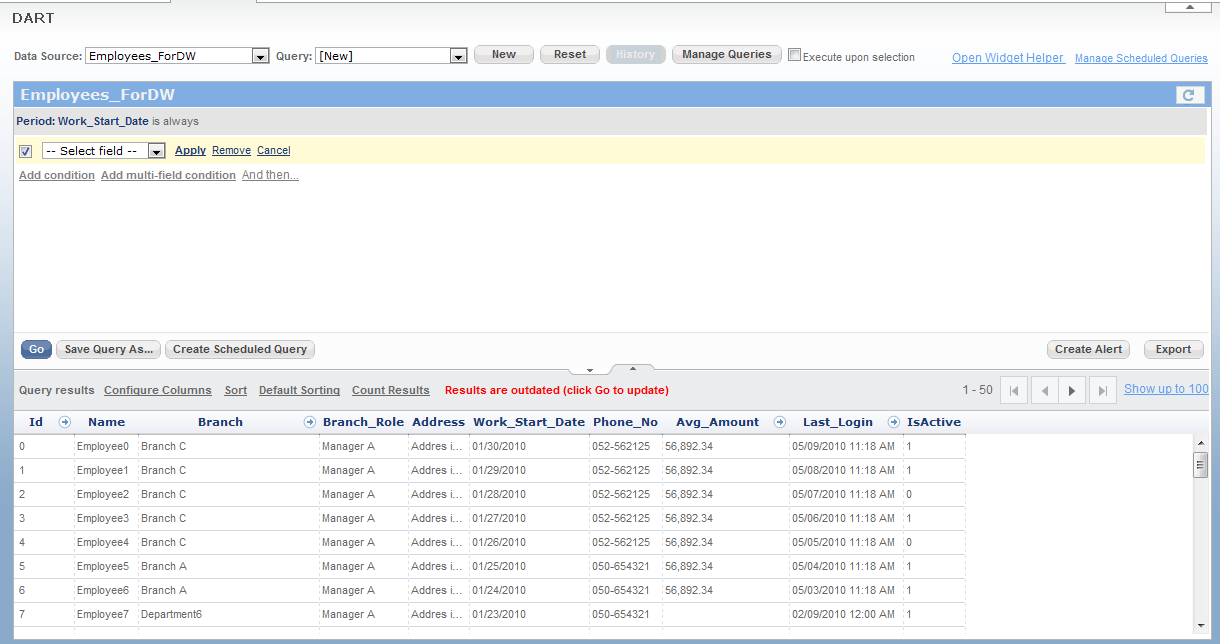 DART
Data Source: Employees_ForDW Query: [New] New Reset History Manage Queries Execute upon selection Open Widget Helper Manage Scheduled Queries
Employees_ForDW
Period: Work_Start_Date is always
-- Select field -- Apply Remove Cancel
Add condition Add multi-field condition And then...
Go Save Query As... Create Scheduled Query Create Alert Export
Query results Configure Columns Sort Default Sorting Count Results Results are outdated (click Go to update) 1 - 50 Show up to 100
Id Name Branch Branch_Role Address Work_Start_Date Phone_No Avg_Amount Last_Login IsActive
0 Employee0 Branch C Manager A Addres i... 01/30/2010 052-562125 56,892.34 05/09/2010 11:18 AM 1
1 Employee1 Branch C Manager A Addres i... 01/29/2010 052-562125 56,892.34 05/08/2010 11:18 AM 1
2 Employee2 Branch C Manager A Addres i... 01/28/2010 052-562125 56,892.34 05/07/2010 11:18 AM 0
3 Employee3 Branch C Manager A Addres i... 01/27/2010 052-562125 56,892.34 05/06/2010 11:18 AM 1
4 Employee4 Branch C Manager A Addres i... 01/26/2010 052-562125 56,892.34 05/05/2010 11:18 AM 0
5 Employee5 Branch A Manager A Addres i... 01/25/2010 050-654321 56,892.34 05/04/2010 11:18 AM 1
6 Employee6 Branch A Manager A Addres i... 01/24/2010 050-654321 56,892.34 05/03/2010 11:18 AM 1
7 Employee7 Department6 Manager A Addres i... 01/23/2010 050-654321 02/09/2010 12:00 AM 1